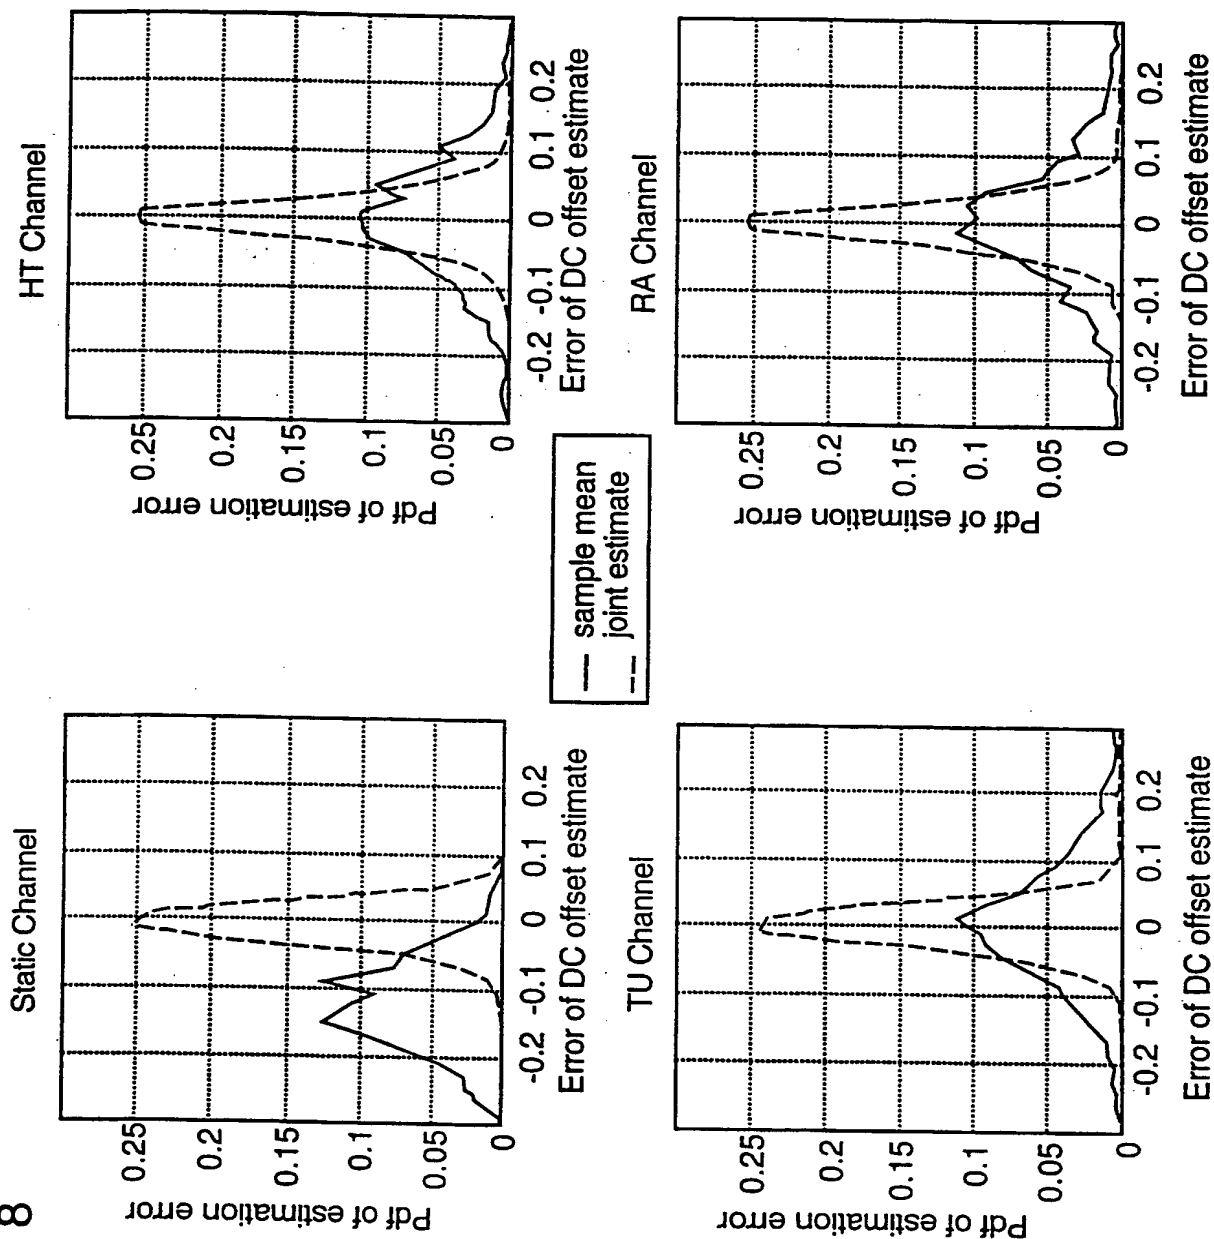 8
Static Channel
Pdf of estimation error
0.25
0.2
0.15
0.1
0.05
0
-0.2 -0.1 0 0.1 0.2
Error of DC offset estimate
HT Channel
Pdf of estimation error
0.25
0.2
0.15
0.1
0.05
0
-0.2 -0.1 0 0.1 0.2
Error of DC offset estimate
sample mean
joint estimate
TU Channel
Pdf of estimation error
0.25
0.2
0.15
0.1
0.05
0
-0.2 -0.1 0 0.1 0.2
Error of DC offset estimate
RA Channel
Pdf of estimation error
0.25
0.2
0.15
0.1
0.05
0
-0.2 -0.1 0 0.1 0.2
Error of DC offset estimate